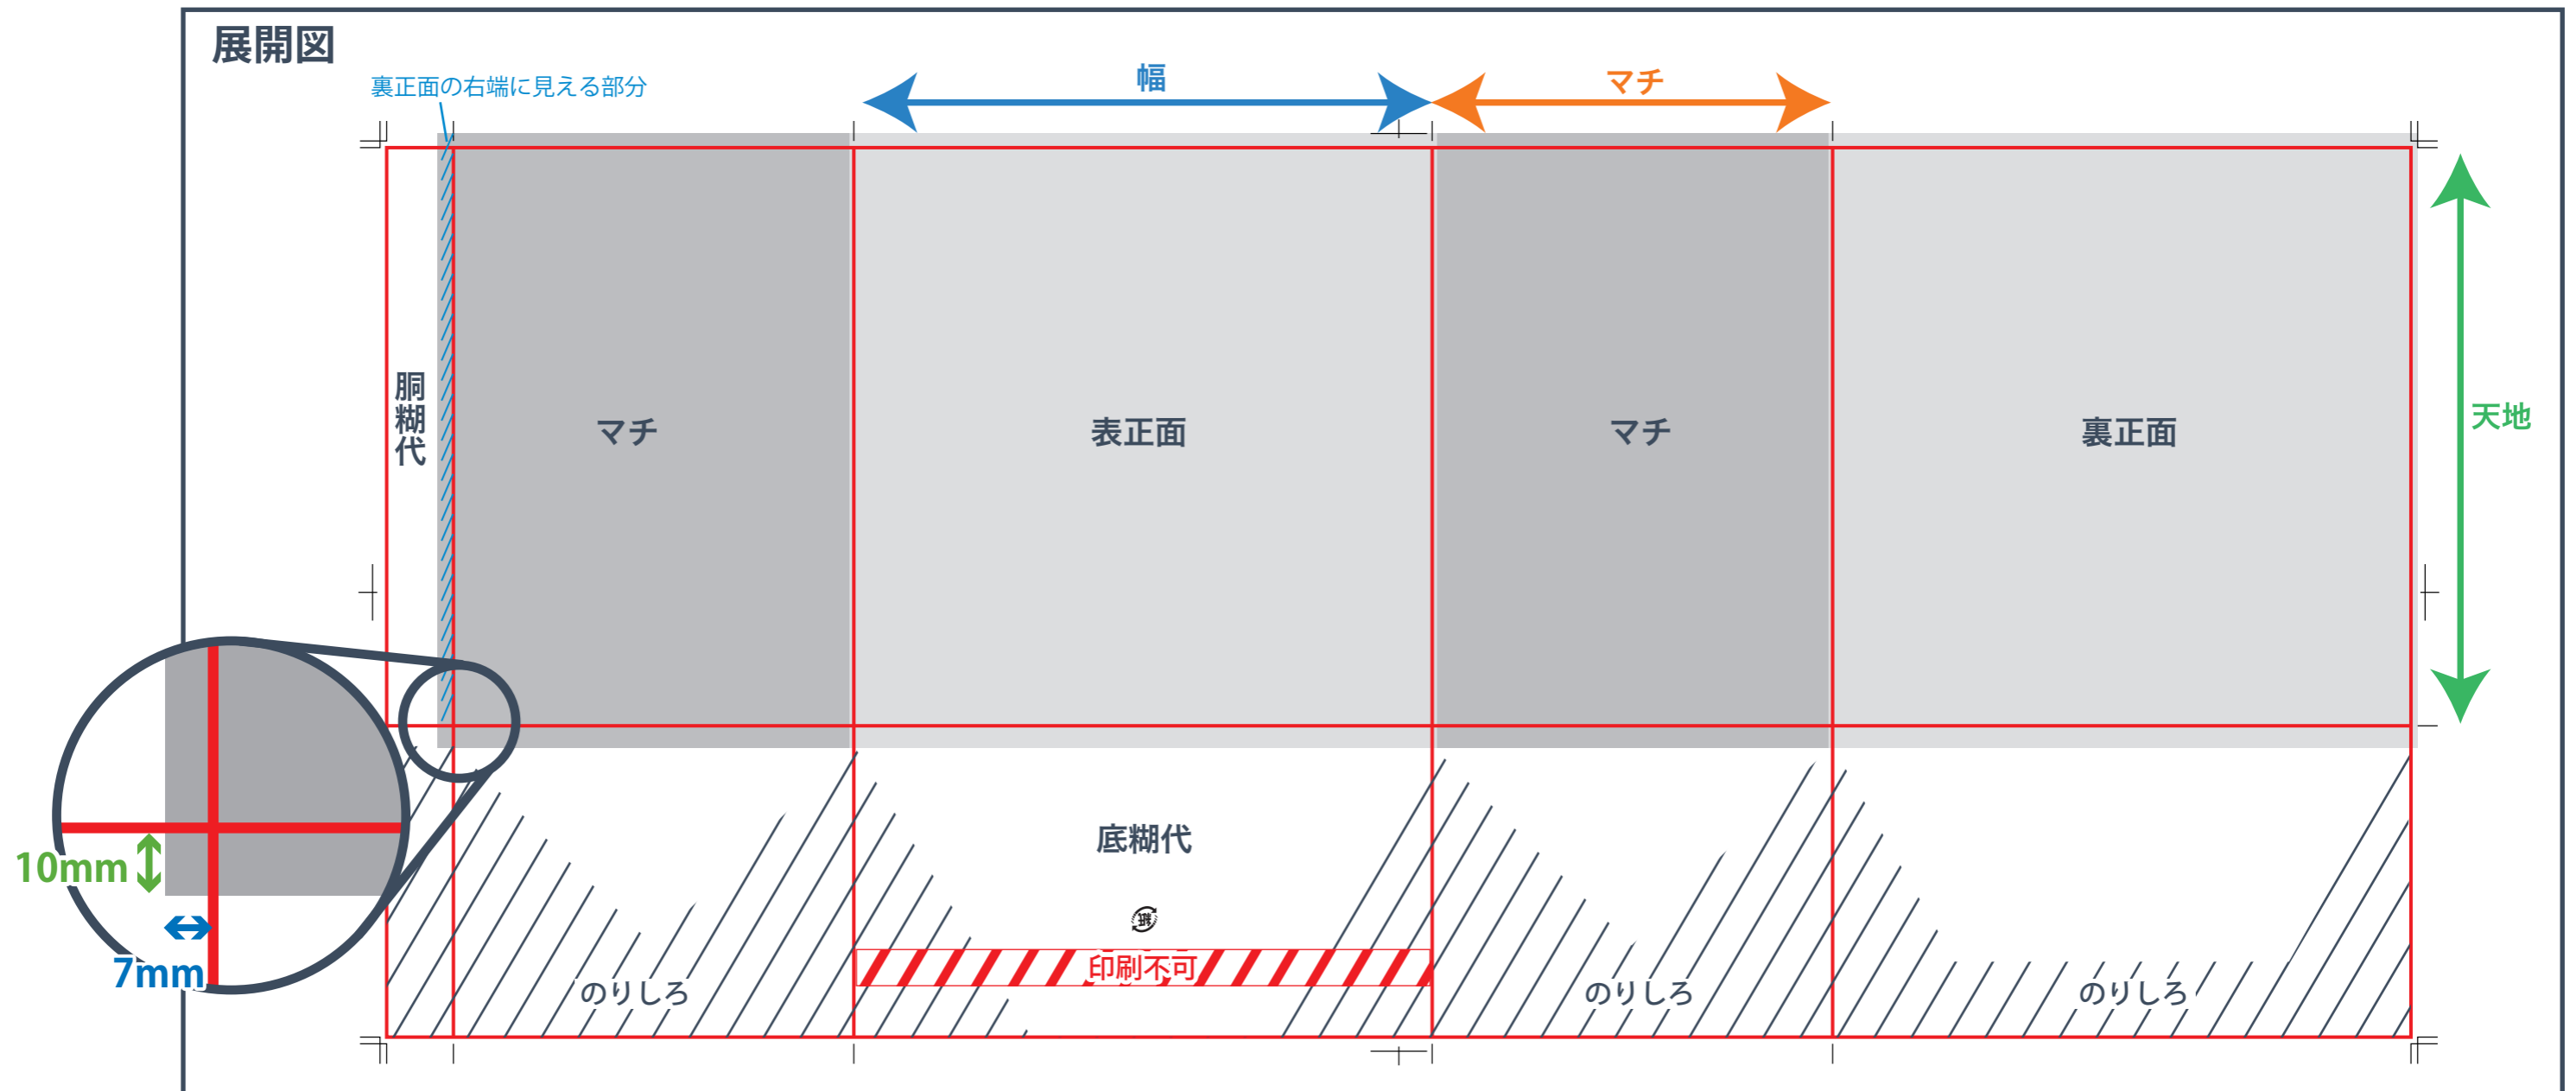 展開図
裏正面の右端に見える部分
幅
マチ
胴糊代
マチ
表正面
マチ
裏正面
天地
10mm
7mm
底糊代
紙
印刷不可
のりしろ
のりしろ
のりしろ